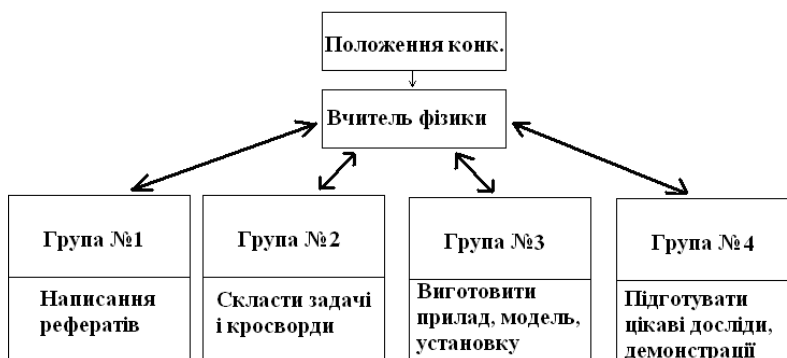 Положення конк.
Вчитель фізики
Група №1
Написання
рефератів
Група №2
Скласти задачі
і кросворди
Група №3
Виготовити
прилад, модель,
установку
Група №4
Підготувати
цікаві досліди,
демонстрації